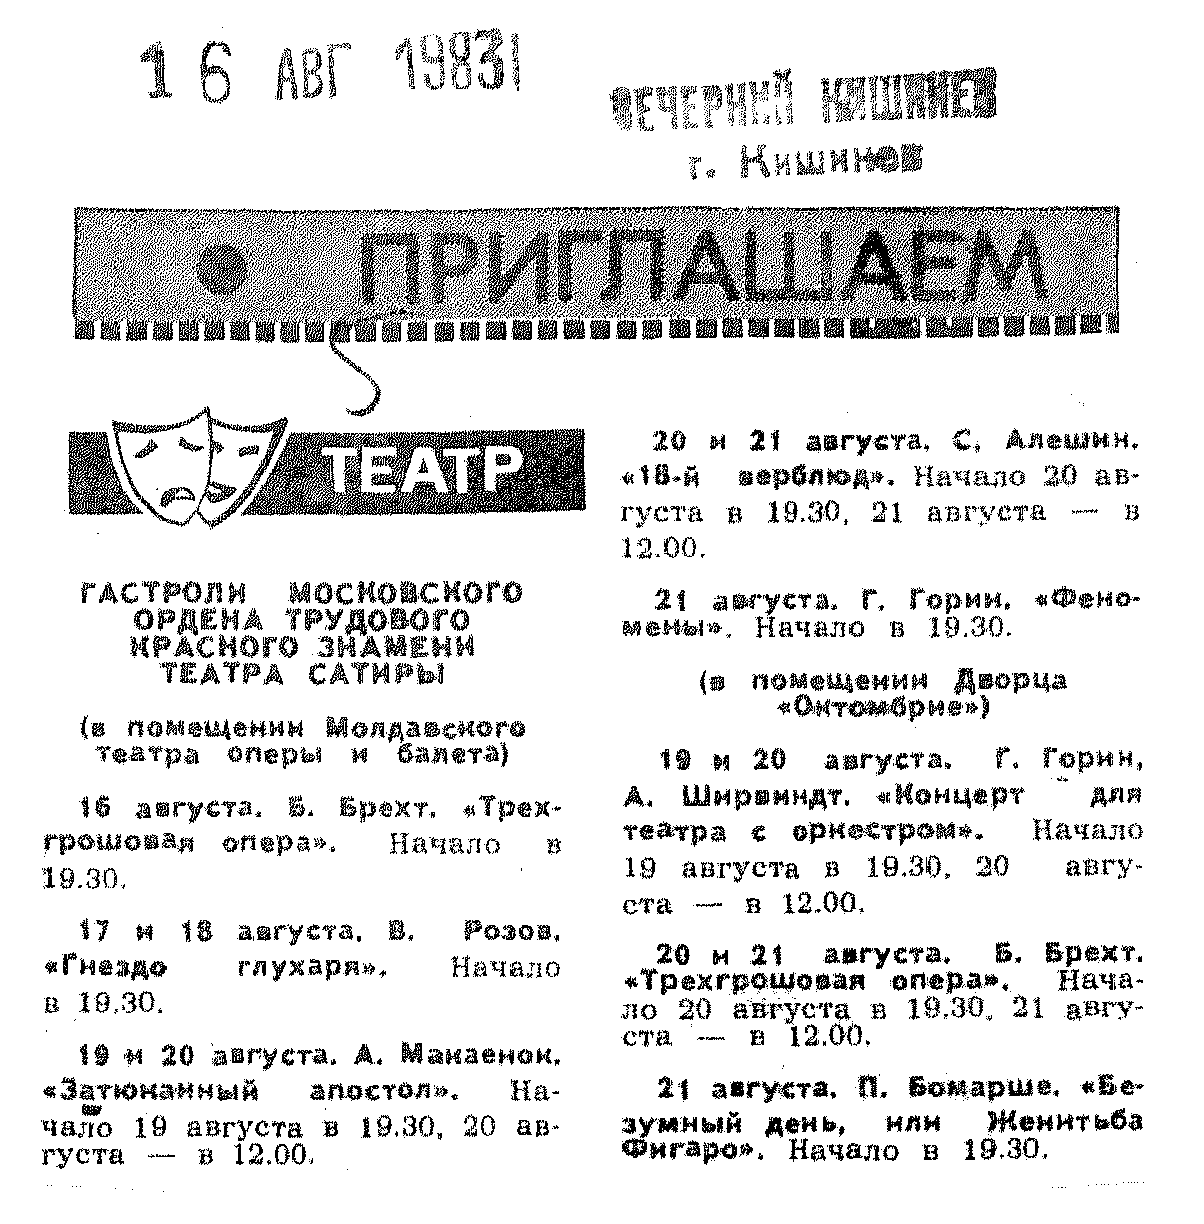 16 АВГ 1983
ВЕЧЕРНИЙ КИШИНЕВ
г. Кишинев
ПРИГЛАШАЕМ
ТЕАТР
ГАСТРОЛИ МОСКОВСКОГО
ОРДЕНА ТРУДОВОГО
КРАСНОГО ЗНАМЕНИ
ТЕАТРА САТИРЫ
(в помещении Молдавского
театра оперы и балета)
16 августа. Б. Брехт. «Трех-
грошовая опера». Начало в
19.30.
17 и 18 августа. В. Розов.
«Гнездо глухаря». Начало
в 19.30.
19 и 20 августа. А. Макаенок.
«Затюканный апостол». На-
чало 19 августа в 19.30, 20 ав-
густа — в 12.00.
20 и 21 августа. С. Алешин.
«18-й верблюд». Начало 20 ав-
густа в 19.30, 21 августа — в
12.00.
21 августа. Г. Горин. «Фено-
мены». Начало в 19.30.
(в помещении Дворца
«Октомбрие»)
19 и 20 августа. Г. Горин,
А. Ширвиндт. «Концерт для
театра с оркестром». Начало
19 августа в 19.30, 20 авгу-
ста — в 12.00.
20 и 21 августа. Б. Брехт.
«Трехгрошовая опера». Нача-
ло 20 августа в 19.30, 21 авгу-
ста — в 12.00.
21 августа. П. Бомарше. «Бе-
зумный день, или Женитьба
Фигаро». Начало в 19.30.